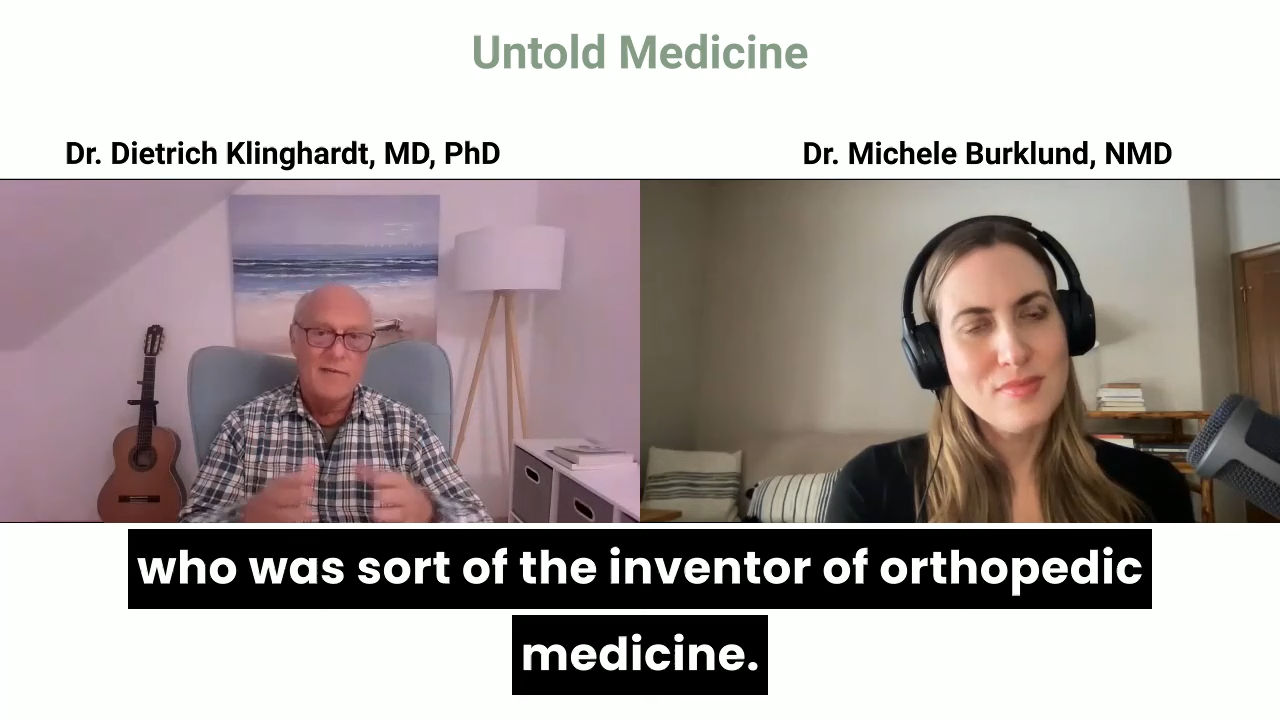 Untold Medicine
Dr. Dietrich Klinghardt, MD, PhD
Dr. Michele Burklund, NMD
who was sort of the inventor of orthopedic
medicine.